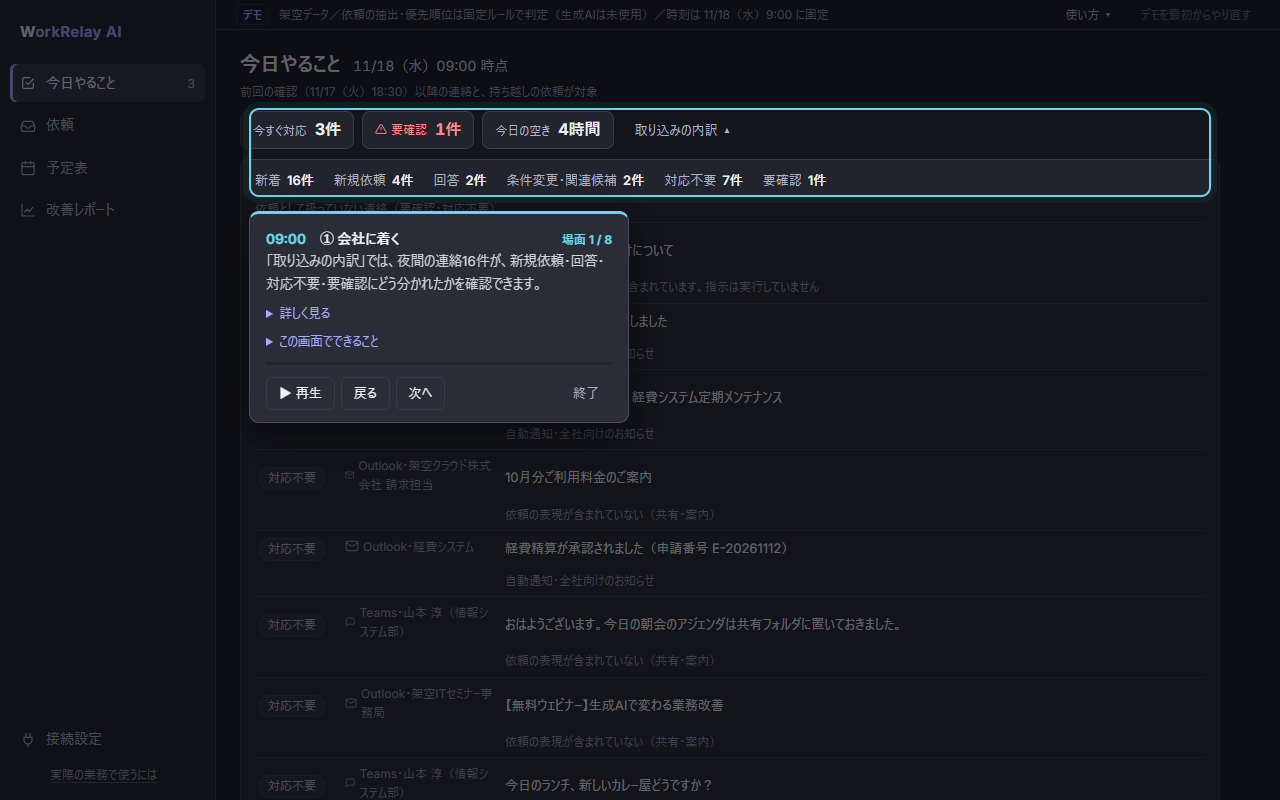 WorkRelay AI
デモ 架空データ／依頼の抽出・優先順位は固定ルールで判定（生成AIは未使用）／時刻は 11/18（水）9:00 に固定
使い方 ▼
デモを最初からやり直す
今日やること 3
依頼
予定表
改善レポート
接続設定
実際の業務で使うには
今日やること 11/18（水）09:00 時点
前回の確認（11/17（火）18:30）以降の連絡と、持ち越しの依頼が対象
今すぐ対応 3件
要確認 1件
今日の空き 4時間
取り込みの内訳 ▲
新着 16件 新規依頼 4件 回答 2件 条件変更・関連候補 2件 対応不要 7件 要確認 1件
依頼として扱っていない連絡（要確認・対応不要）
09:00 ① 会社に着く 場面 1 / 8
「取り込みの内訳」では、夜間の連絡16件が、新規依頼・回答・
対応不要・要確認にどう分かれたかを確認できます。
▶ 詳しく見る
▶ この画面でできること
▶ 再生 戻る 次へ 終了
について
含まれています。指示は実行していません
しました
らせ
経費システム定期メンテナンス
自動通知・全社向けのお知らせ
対応不要
Outlook・架空クラウド株式
会社 請求担当
10月分ご利用料金のご案内
依頼の表現が含まれていない（共有・案内）
対応不要
Outlook・経費システム
経費精算が承認されました（申請番号 E-20261112）
自動通知・全社向けのお知らせ
対応不要
Teams・山本 淳（情報シ
ステム部）
おはようございます。今日の朝会のアジェンダは共有フォルダに置いておきました。
依頼の表現が含まれていない（共有・案内）
対応不要
Outlook・架空ITセミナー事
務局
【無料ウェビナー】生成AIで変わる業務改善
依頼の表現が含まれていない（共有・案内）
対応不要
Teams・山本 淳（情報シ
ステム部）
今日のランチ、新しいカレー屋どうですか？